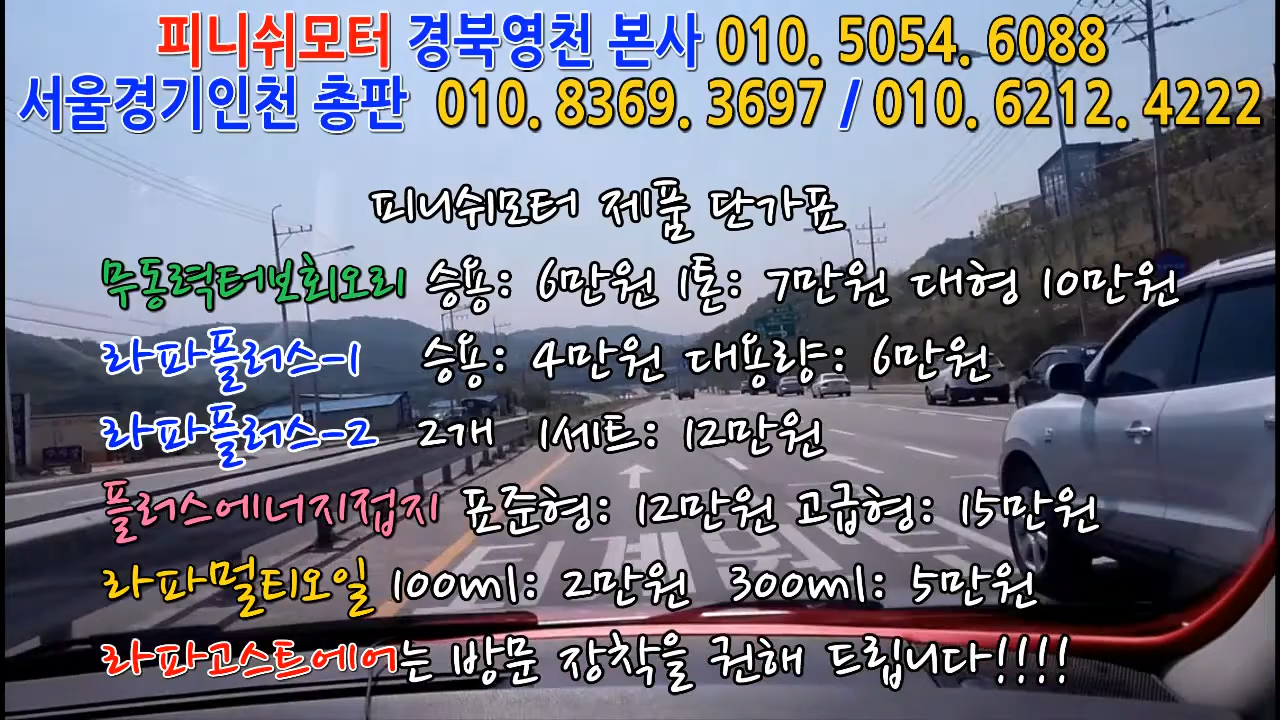 피니쉬모터 경북영천 본사 010. 5054. 6088
서울경기인천 총판 010. 8369. 3697 / 010. 6212. 4222
피니쉬모터 제품 단가표
무동력터보회오리 승용: 6만원 1톤: 7만원 대형 10만원
라파플러스-1 승용: 4만원 대용량: 6만원
라파플러스-2 2개 1세트: 12만원
플러스에너지접지 표준형: 12만원 고급형: 15만원
라파멀티오일 100ml: 2만원 300ml: 5만원
라파고스트에어는 방문 장착을 권해 드립니다!!!!